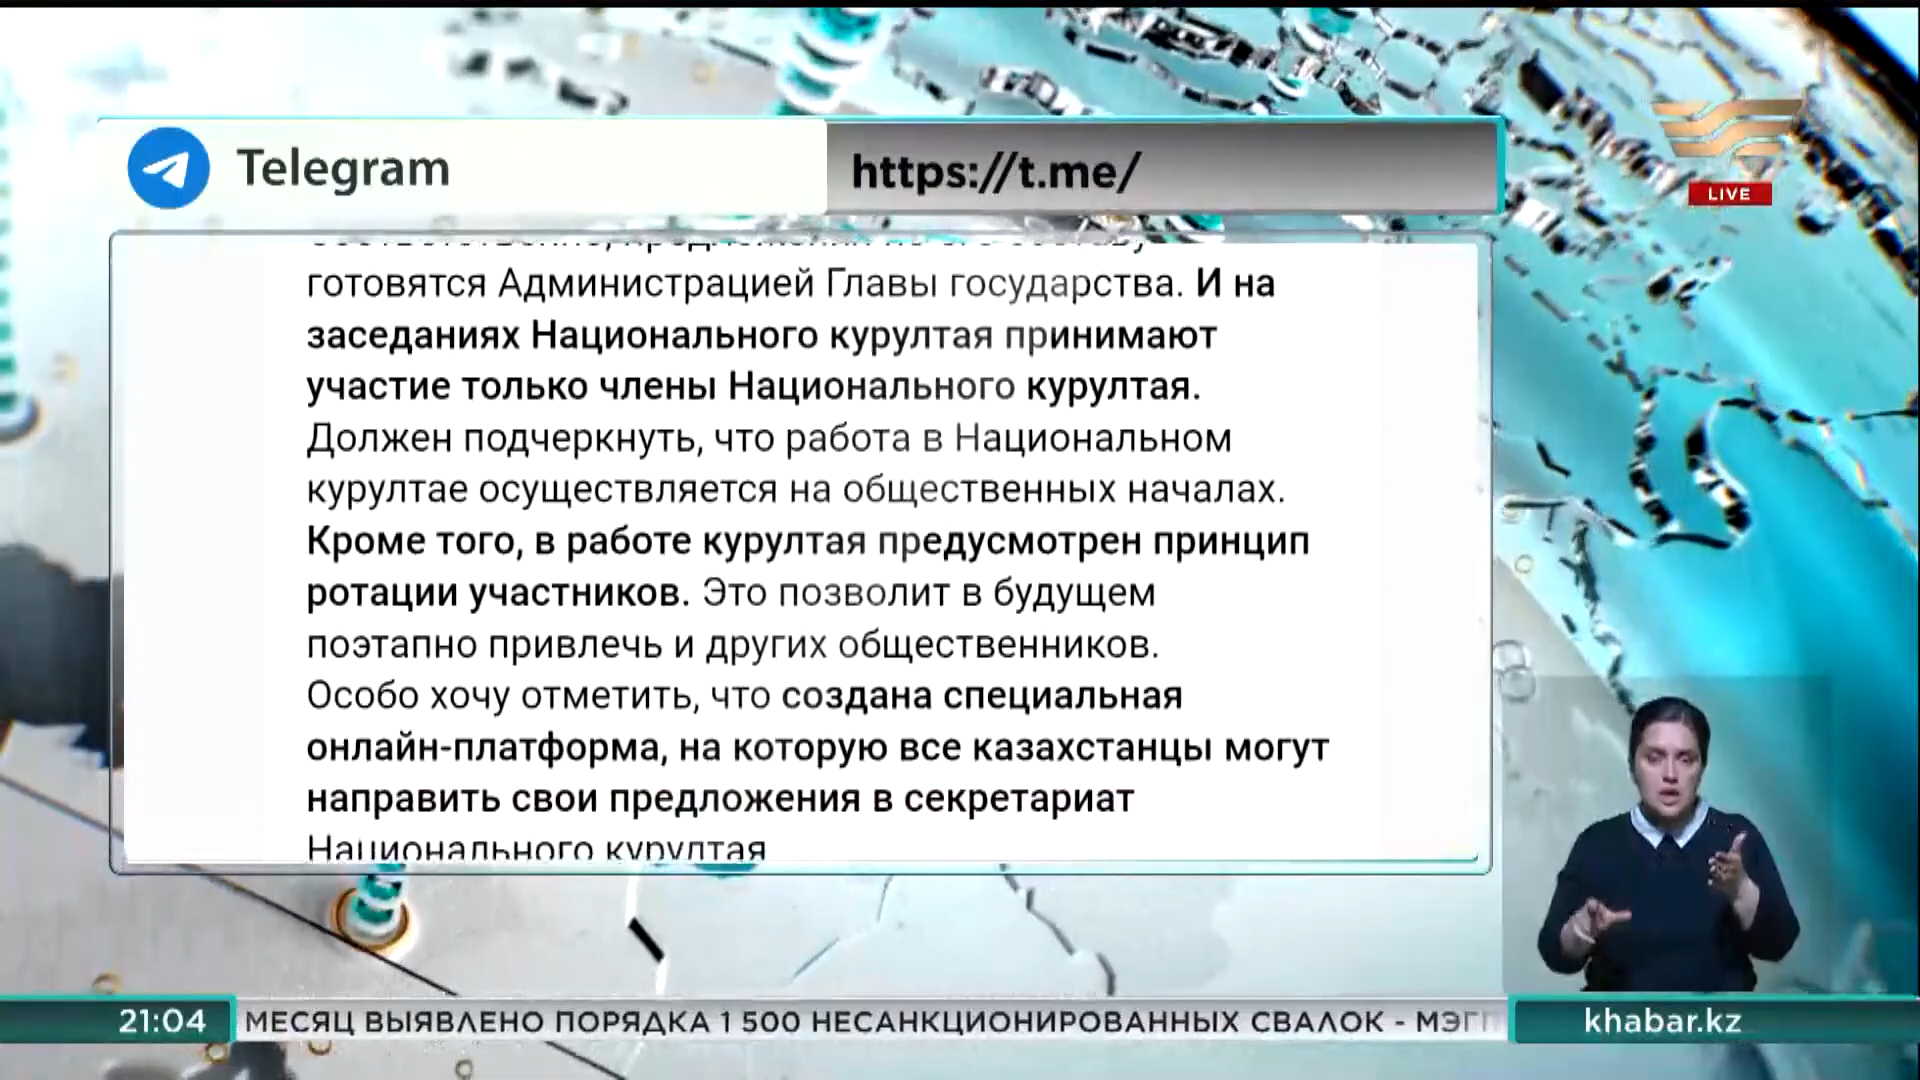 Telegram
https://t.me/
LIVE
готовятся Администрацией Главы государства. И на
заседаниях Национального курултая принимают
участие только члены Национального курултая.
Должен подчеркнуть, что работа в Национальном
курултае осуществляется на общественных началах.
Кроме того, в работе курултая предусмотрен принцип
ротации участников. Это позволит в будущем
поэтапно привлечь и других общественников.
Особо хочу отметить, что создана специальная
онлайн-платформа, на которую все казахстанцы могут
направить свои предложения в секретариат
Национального курултая
21:04
МЕСЯЦ ВЫЯВЛЕНО ПОРЯДКА 1 500 НЕСАНКЦИОНИРОВАННЫХ СВАЛОК - МЭГП
khabar.kz